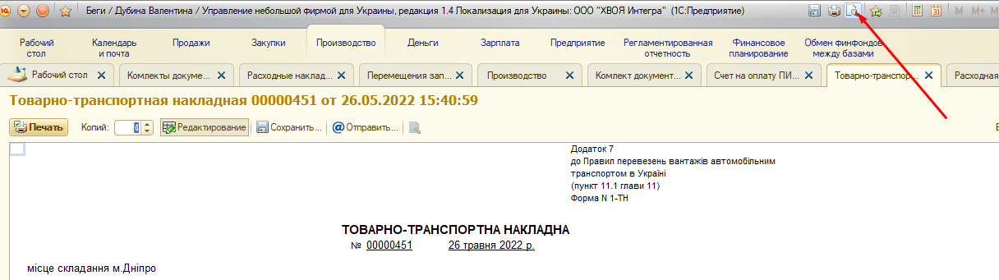 Беги / Дубина Валентина / Управление небольшой фирмой для Украины, редакция 1.4 Локализация для Украины: ООО "ХВОЯ Интегра" (1С:Предприятие)
M M+
Рабочий стол
Календарь и почта
Продажи
Закупки
Производство
Деньги
Зарплата
Предприятие
Регламентированная отчетность
Финансовое планирование
Обмен финфондов между базами
Рабочий стол
Комлекты докуме...
Расходные наклад...
Перемещения зап...
Производство
Комлект документ...
Счет на оплату ПИ...
Товарно-транспор...
Расходная
Товарно-транспортная накладная 00000451 от 26.05.2022 15:40:59
Печать Копий: 4 Редактирование Сохранить... Отправить...
Додаток 7
до Правил перевезень вантажів автомобільним
транспортом в Україні
(пункт 11.1 глави 11)
Форма N 1-ТН
ТОВАРНО-ТРАНСПОРТНА НАКЛАДНА
№ 00000451 26 травня 2022 р.
місце складання м.Дніпро